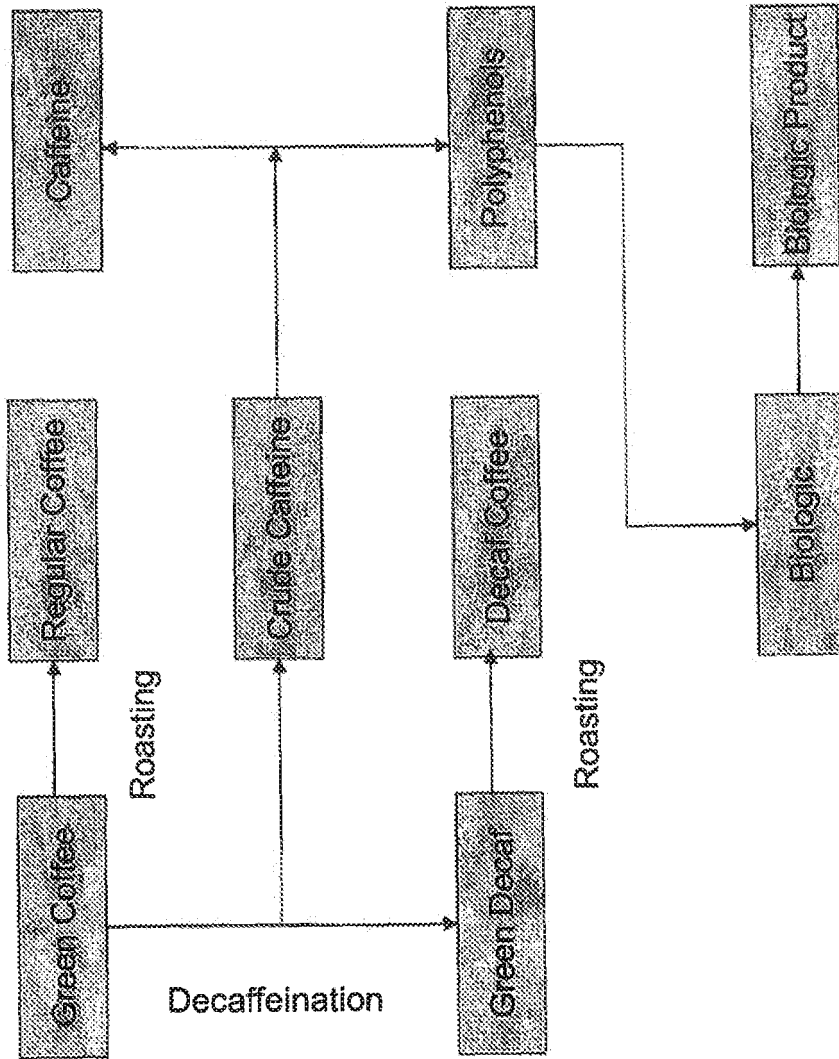 Green Coffee
Roasting
Regular Coffee
Caffeine
Decaffeination
Crude Caffeine
Green Decaf
Roasting
Decaf Coffee
Polyphenols
Biologic
Biologic Product